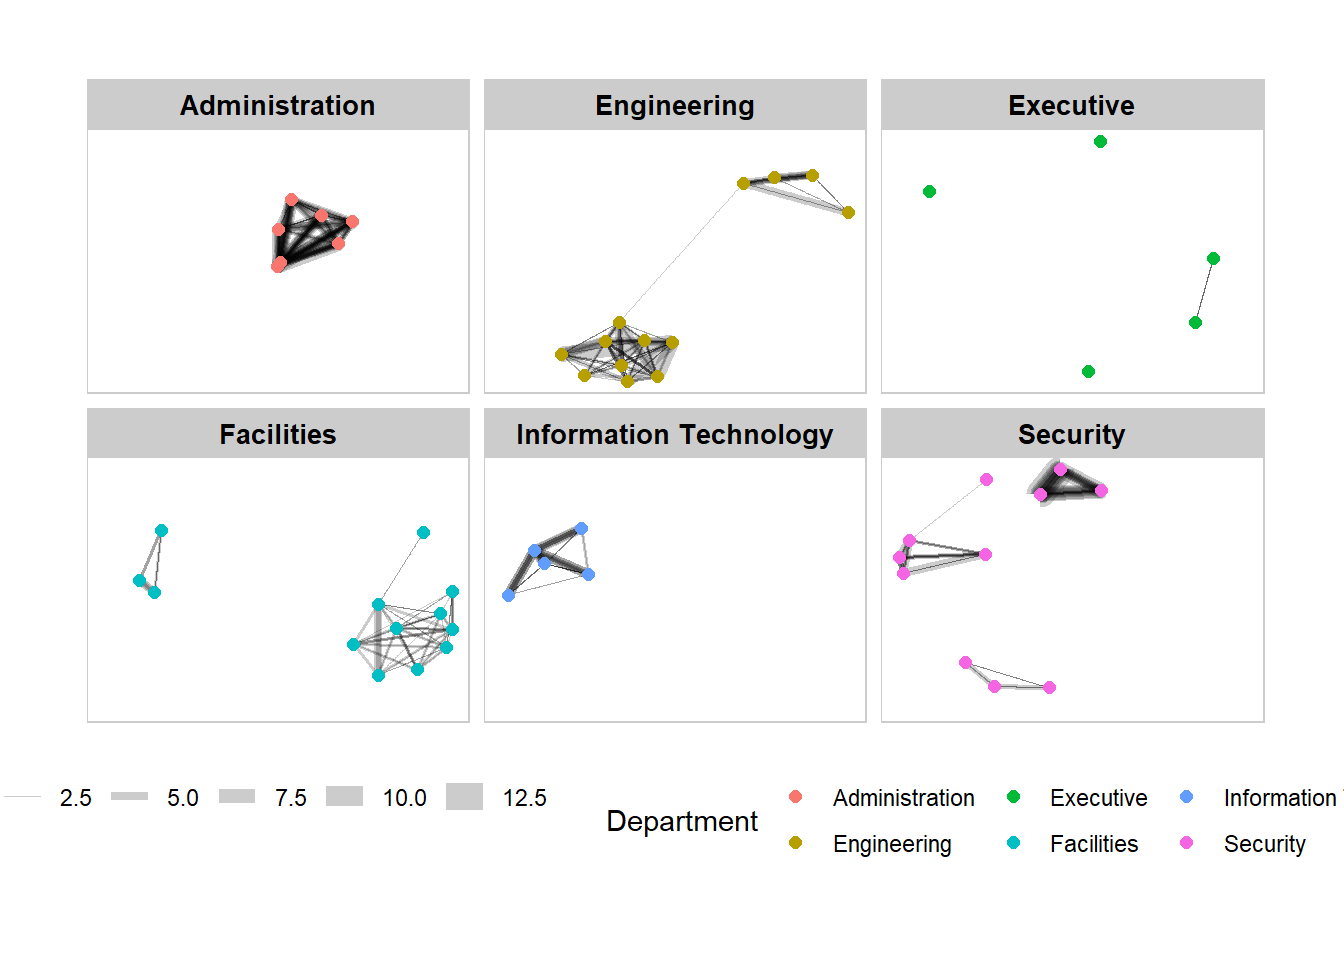 Administration
Engineering
Executive
Facilities
Information Technology
Security
2.5 5.0 7.5 10.0 12.5
Department
Administration Executive Information
Engineering Facilities Security